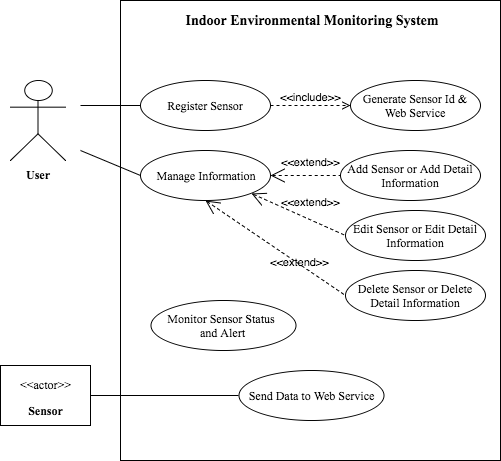 Indoor Environmental Monitoring System
Register Sensor
<<include>>
Generate Sensor Id &
Web Service
User
Manage Information
<<extend>>
Add Sensor or Add Detail
Information
<<extend>>
Edit Sensor or Edit Detail
Information
<<extend>>
Delete Sensor or Delete
Detail Information
Monitor Sensor Status
and Alert
<<actor>>
Sensor
Send Data to Web Service